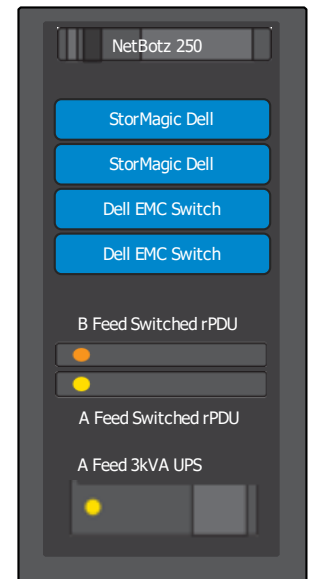 NetBotz 250
StorMagic Dell
StorMagic Dell
Dell EMC Switch
Dell EMC Switch
B Feed Switched rPDU
A Feed Switched rPDU
A Feed 3kVA UPS